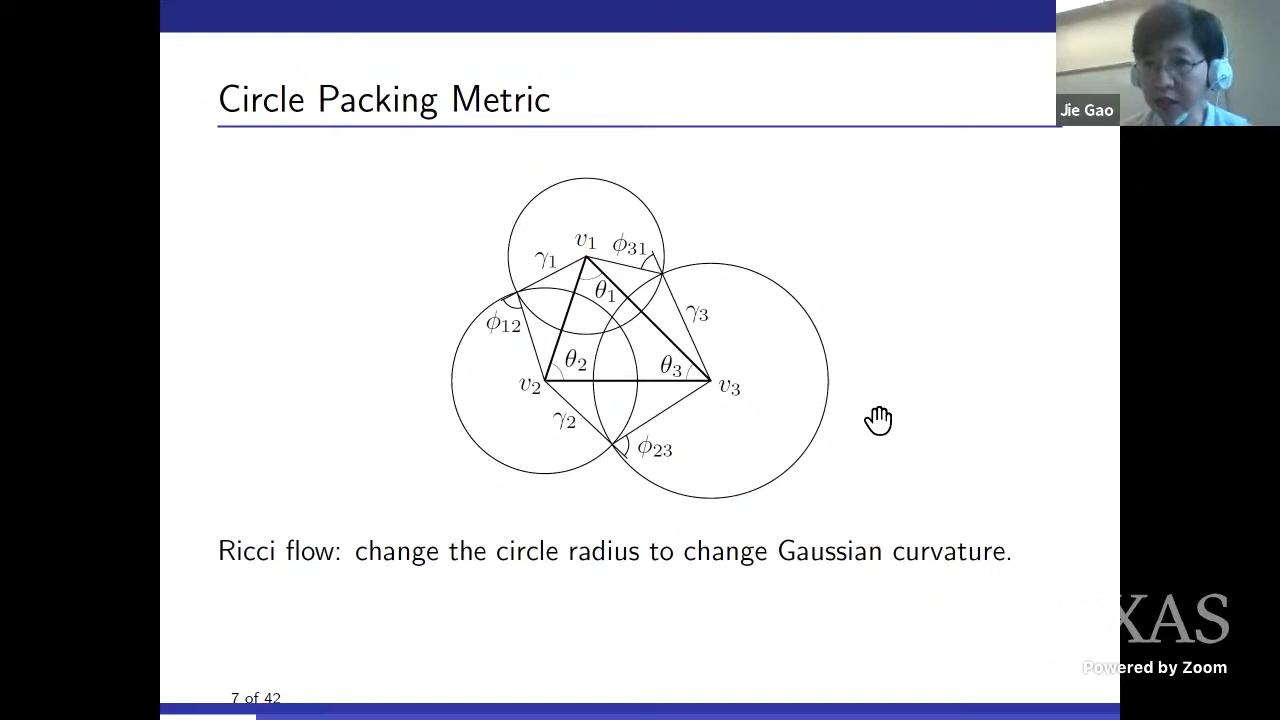 Circle Packing Metric
Jie Gao
v1
ϕ31
γ1
θ1
ϕ12
γ3
θ2
θ3
v2
v3
γ2
ϕ23
Ricci flow: change the circle radius to change Gaussian curvature.
XAS
Powered by Zoom
7 of 42